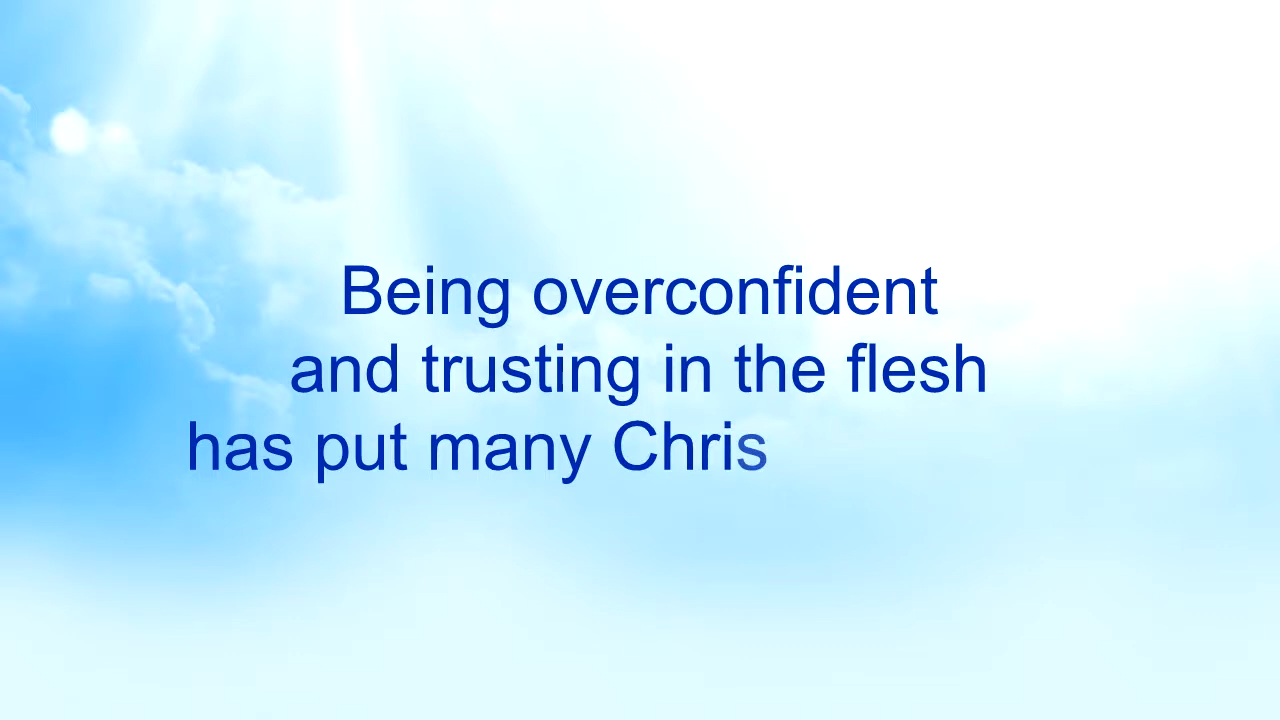 Being overconfident
and trusting in the flesh
has put many Chris